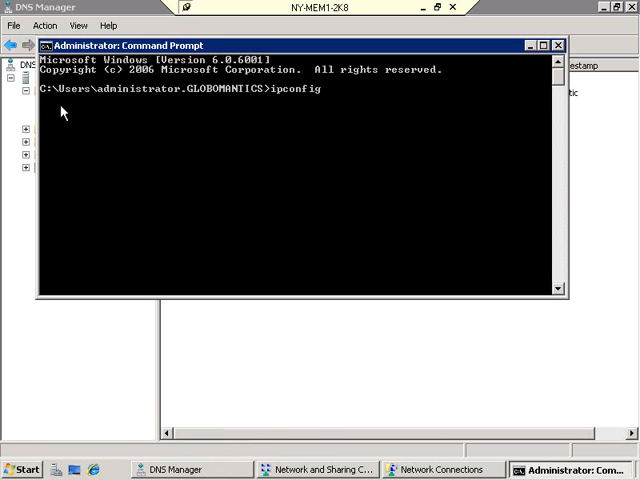 DNS Manager
NY-MEM1-2K8
File Action View Help
Administrator: Command Prompt
DNS
estamp
tic
Microsoft Windows [Version 6.0.6001]
Copyright (c) 2006 Microsoft Corporation. All rights reserved.
C:\Users\administrator.GLOBOMANTICS>ipconfig
Start
DNS Manager
Network and Sharing C...
Network Connections
Administrator: Com...